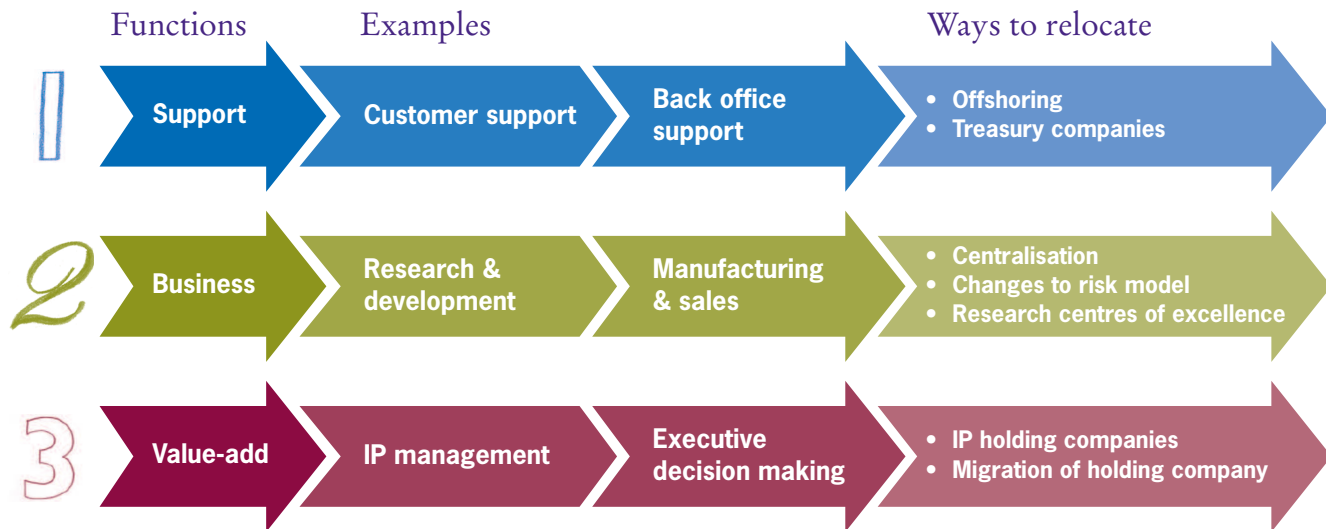 Functions
Examples
Ways to relocate
1
Support
Customer support
Back office
support
• Offshoring
• Treasury companies
2
Business
Research &
development
Manufacturing
& sales
• Centralisation
• Changes to risk model
• Research centres of excellence
3
Value-add
IP management
Executive
decision making
• IP holding companies
• Migration of holding company